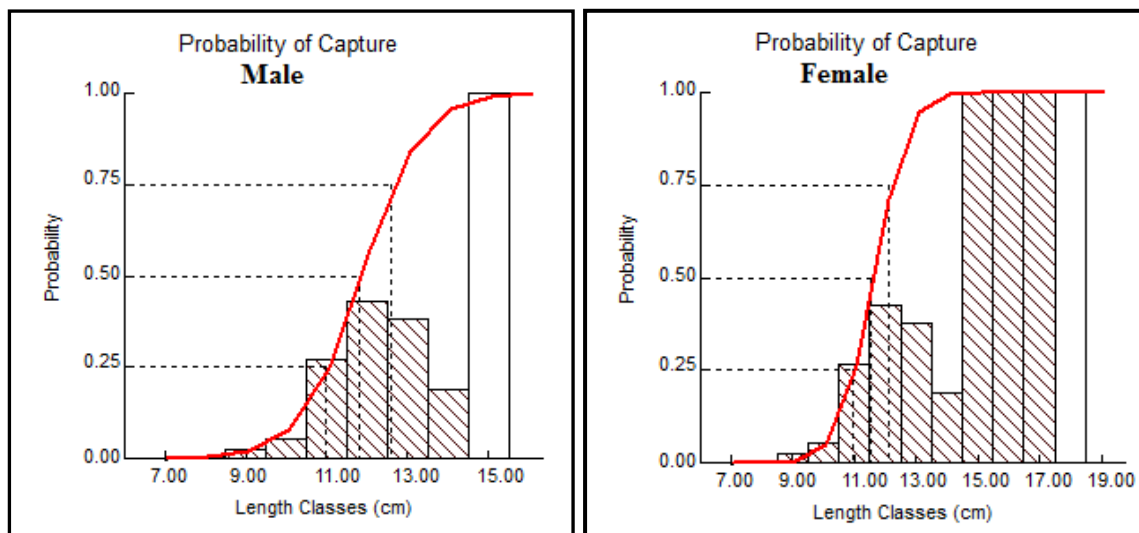 Probability of Capture
Male
1.00
0.75
0.50
0.25
0.00
Probability
7.00 9.00 11.00 13.00 15.00
Length Classes (cm)
Probability of Capture
Female
1.00
0.75
0.50
0.25
0.00
Probability
7.00 9.00 11.00 13.00 15.00 17.00 19.00
Length Classes (cm)